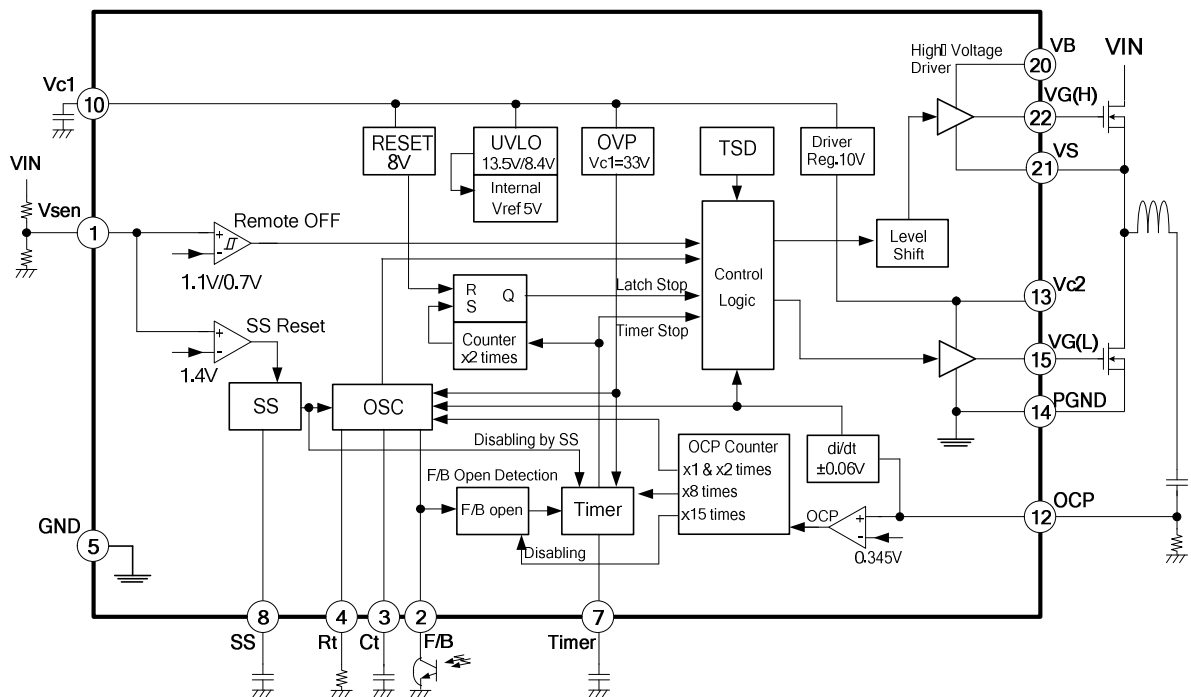 High▯ Voltage
Driver
VB
20
VIN
Vc1
10
VG(H)
22
RESET
8V
UVLO
13.5V/8.4V
Internal
Vref 5V
OVP
Vc1=33V
TSD
Driver
Reg.10V
VS
21
VIN
Vsen
1
Remote OFF
+
-
1.1V/0.7V
Level
Shift
Control
Logic
R
S
Q
Latch Stop
Vc2
13
SS Reset
+
-
1.4V
Counter
x2 times
Timer Stop
VG(L)
15
SS
OSC
PGND
14
Disabling by SS
OCP Counter
x1 & x2 times
x8 times
x15 times
di/dt
±0.06V
F/B Open Detection
F/B open
Timer
OCP
+
-
0.345V
OCP
12
GND
5
Disabling
8
4
3
2
7
SS
Rt
Ct
F/B
Timer